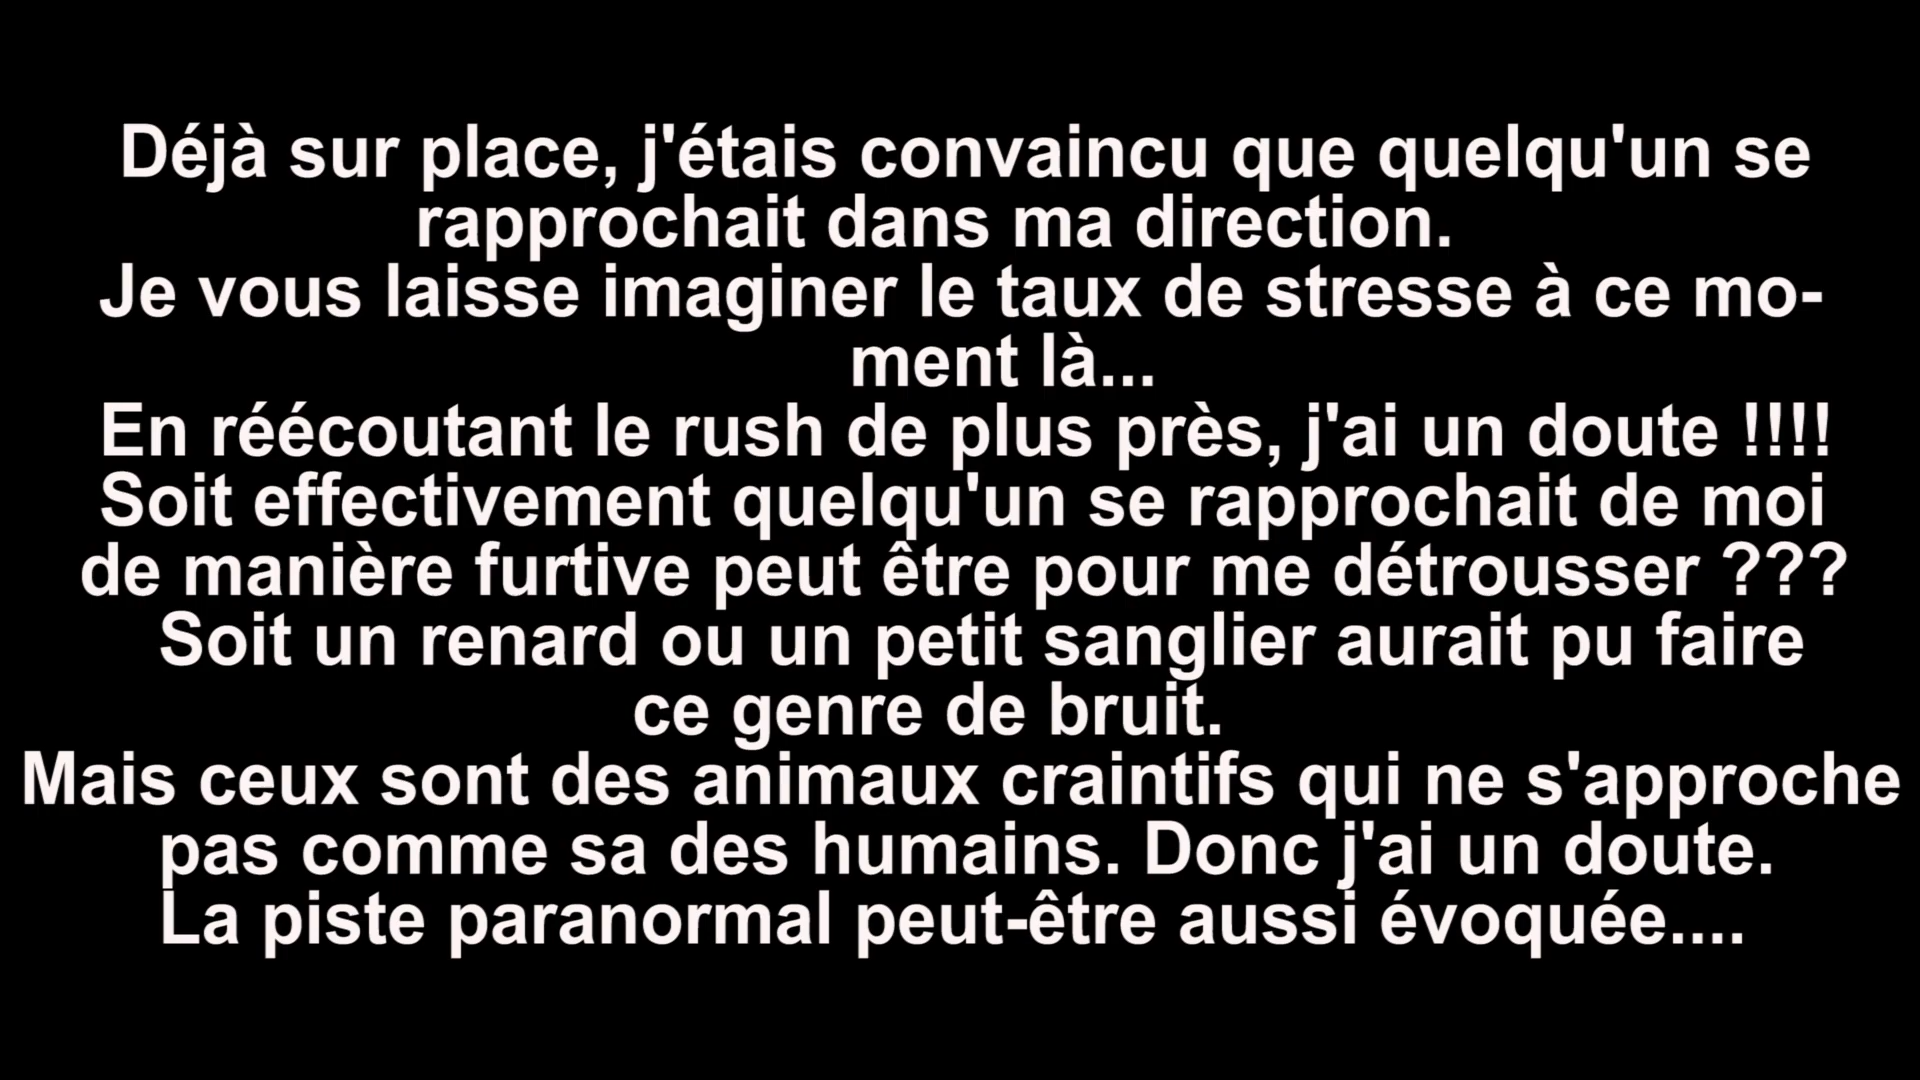 Déjà sur place, j'étais convaincu que quelqu'un se
rapprochait dans ma direction.
Je vous laisse imaginer le taux de stresse à ce mo-
ment là...
En réécoutant le rush de plus près, j'ai un doute !!!!
Soit effectivement quelqu'un se rapprochait de moi
de manière furtive peut être pour me détrousser ???
Soit un renard ou un petit sanglier aurait pu faire
ce genre de bruit.
Mais ceux sont des animaux craintifs qui ne s'approche
pas comme sa des humains. Donc j'ai un doute.
La piste paranormal peut-être aussi évoquée....